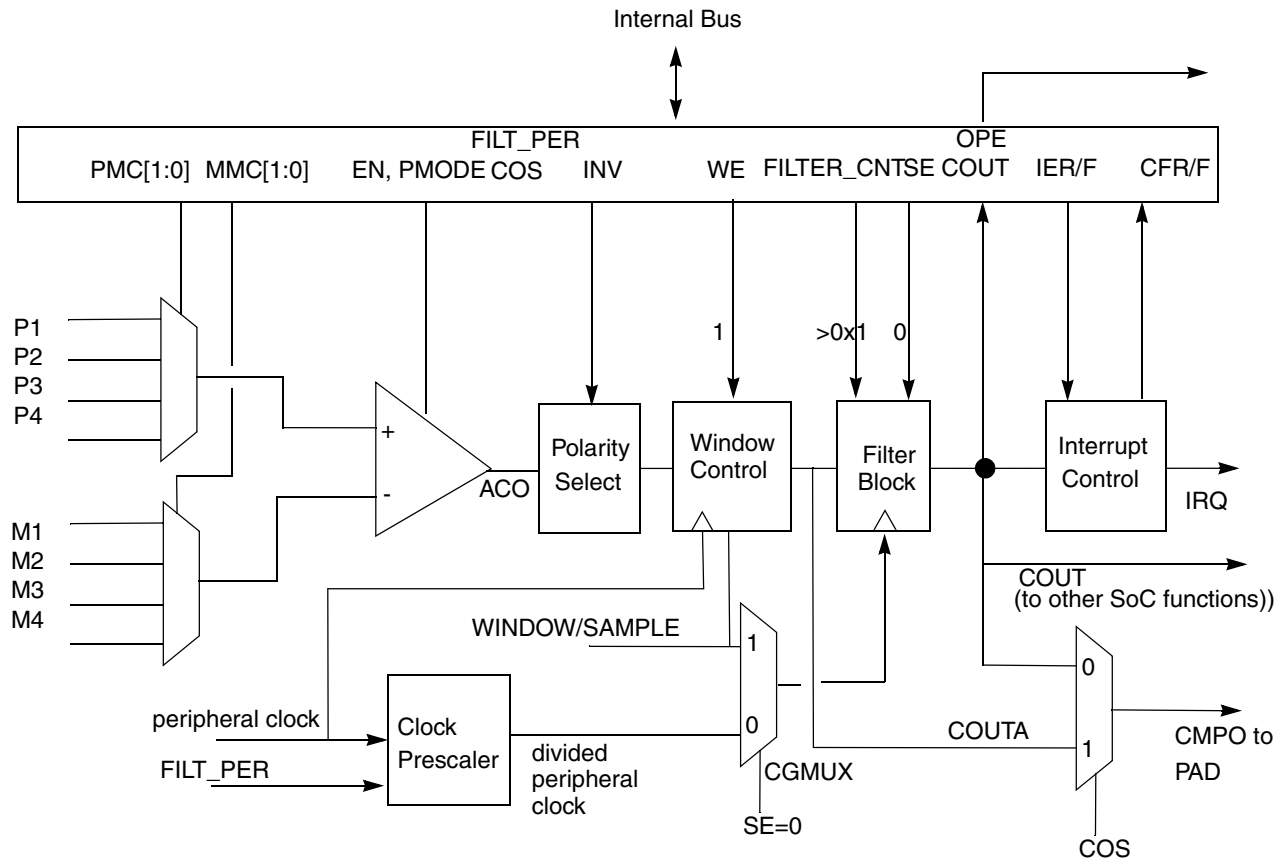 Internal Bus
FILT_PER
OPE
PMC[1:0]
MMC[1:0]
EN, PMODE
COS
INV
WE
FILTER_CNT
SE
COUT
IER/F
CFR/F
P1
P2
P3
P4
1
>0x1
0
+
-
ACO
Polarity
Select
Window
Control
Filter
Block
Interrupt
Control
IRQ
M1
M2
M3
M4
COUT
(to other SoC functions))
WINDOW/SAMPLE
1
0
0
1
peripheral clock
FILT_PER
Clock
Prescaler
divided
peripheral
clock
CGMUX
SE=0
COUTA
CMPO to
PAD
COS